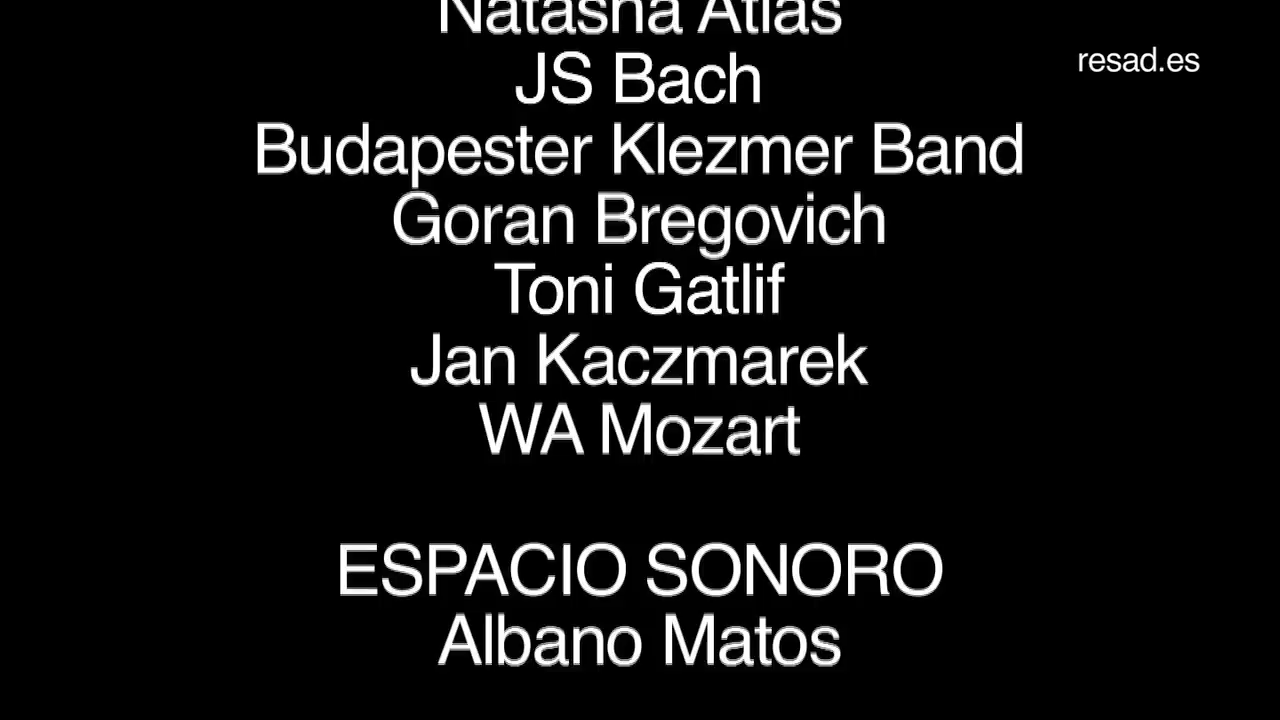 Natasha Atlas
resad.es
JS Bach
Budapester Klezmer Band
Goran Bregovich
Toni Gatlif
Jan Kaczmarek
WA Mozart
ESPACIO SONORO
Albano Matos